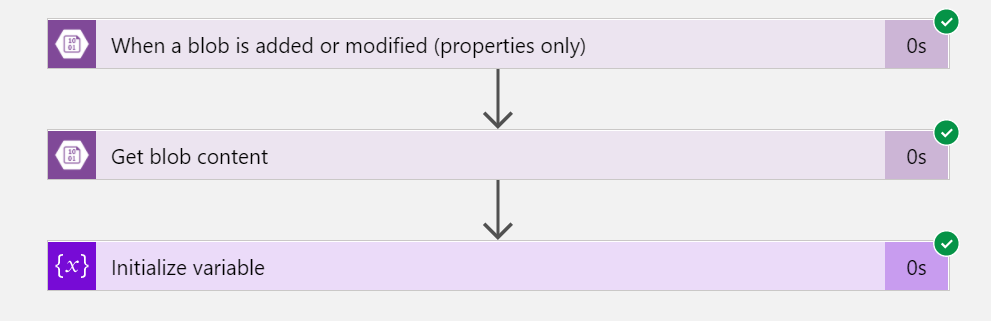 When a blob is added or modified (properties only)
0s
Get blob content
0s
{x}
Initialize variable
0s